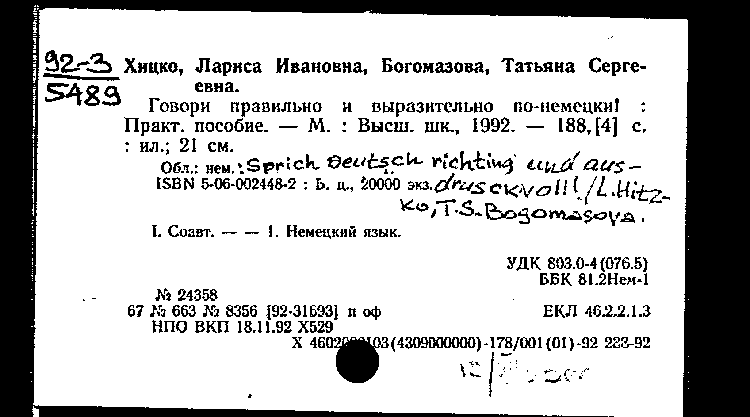 92-3
5489
Хицко, Лариса Ивановна, Богомазова, Татьяна Серге-
евна.
Говори правильно и выразительно по-немецки! :
Практ. пособие. — М. : Высш. шк., 1992. — 188,[4] с.
: ил.; 21 см.
Обл.: нем.: Sprich Deutsch richting und aus-
ISBN 5-06-002448-2 : Б. ц., 20000 экз. drusckvoll! / L. Hitz-
ko, T.S. Bogomasova.
I. Соавт. — — 1. Немецкий язык.
УДК 803.0-4(076.5)
ББК 81.2Нем-1
№ 24358
67 № 663 № 8356 [92-31693] п оф
ЕКЛ 46.2.2.1.3
НПО ВКП 18.11.92 Х529
(4309000000)-178/001(01)-92 283-92